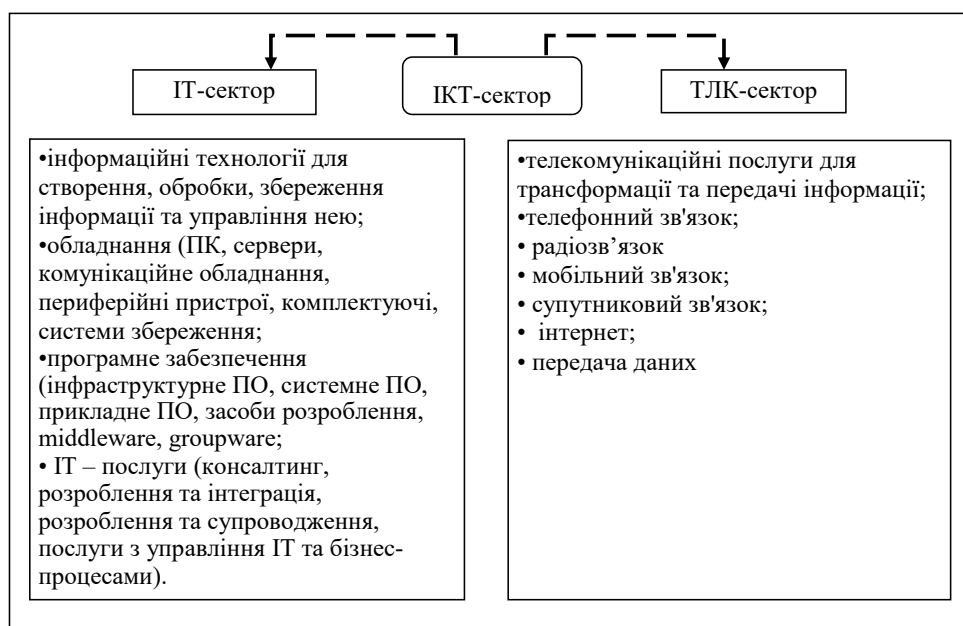 ІТ-сектор
ІКТ-сектор
ТЛК-сектор
•інформаційні технології для
створення, обробки, збереження
інформації та управління нею;
•обладнання (ПК, сервери,
комунікаційне обладнання,
периферійні пристрої, комплектуючі,
системи збереження;
•програмне забезпечення
(інфраструктурне ПО, системне ПО,
прикладне ПО, засоби розроблення,
middleware, groupware;
• ІТ – послуги (консалтинг,
розроблення та інтеграція,
розроблення та супроводження,
послуги з управління ІТ та бізнес-
процесами).
•телекомунікаційні послуги для
трансформації та передачі інформації;
•телефонний зв'язок;
• радіозв’язок
• мобільний зв'язок;
• супутниковий зв'язок;
• інтернет;
• передача даних